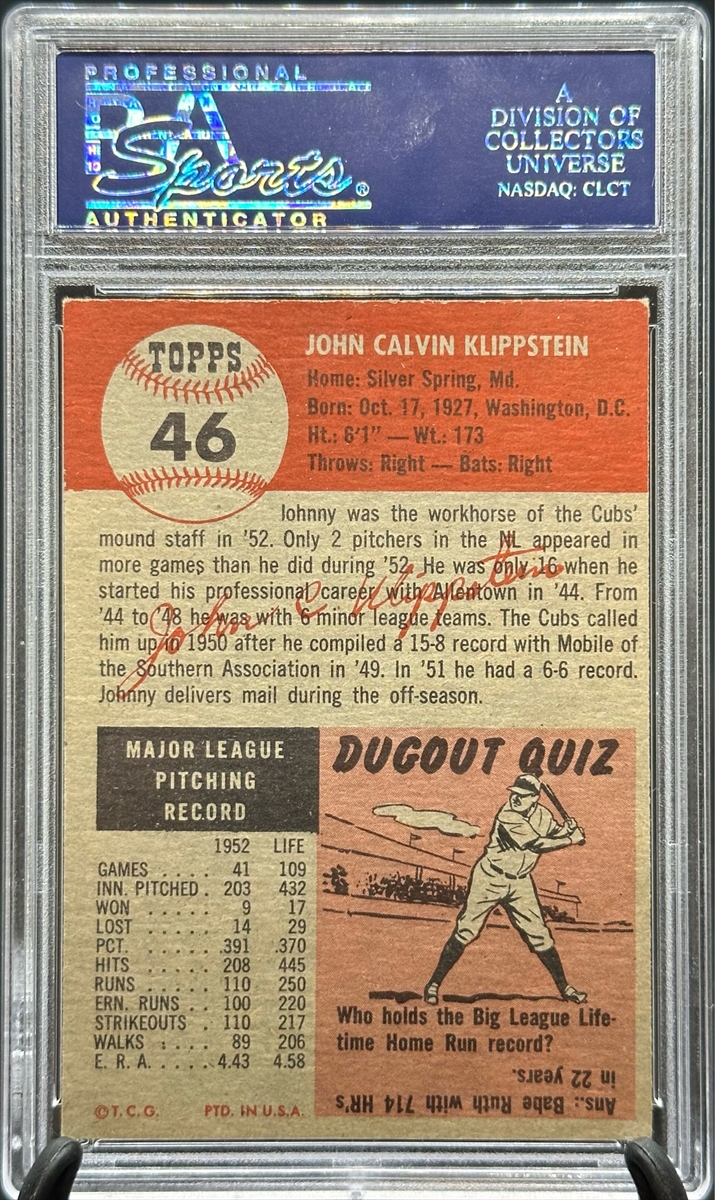 PROFESSIONAL
PSA
Sports®
AUTHENTICATOR
A
DIVISION OF
COLLECTORS
UNIVERSE
NASDAQ: CLCT
TOPPS
46
JOHN CALVIN KLIPPSTEIN
Home: Silver Spring, Md.
Born: Oct. 17, 1927, Washington, D.C.
Ht.: 6'1" — Wt.: 173
Throws: Right — Bats: Right
Johnny was the workhorse of the Cubs'
mound staff in '52. Only 2 pitchers in the NL appeared in
more games than he did during '52. He was only 16 when he
started his professional career with Allentown in '44. From
'44 to '48 he was with 6 minor league teams. The Cubs called
him up in 1950 after he compiled a 15-8 record with Mobile of
the Southern Association in '49. In '51 he had a 6-6 record.
Johnny delivers mail during the off-season.
John C Klippstein
MAJOR LEAGUE
PITCHING
RECORD
1952 LIFE
GAMES .... 41 109
INN. PITCHED . 203 432
WON ..... 9 17
LOST ..... 14 29
PCT. ..... .391 .370
HITS ..... 208 445
RUNS ..... 110 250
ERN. RUNS .. 100 220
STRIKEOUTS . 110 217
WALKS .... 89 206
E. R. A. .... 4.43 4.58
©T.C.G. PTD. IN U.S.A.
DUGOUT QUIZ
Who holds the Big League Life-
time Home Run record?
Ans.: Babe Ruth with 714 HR's
in 22 years.